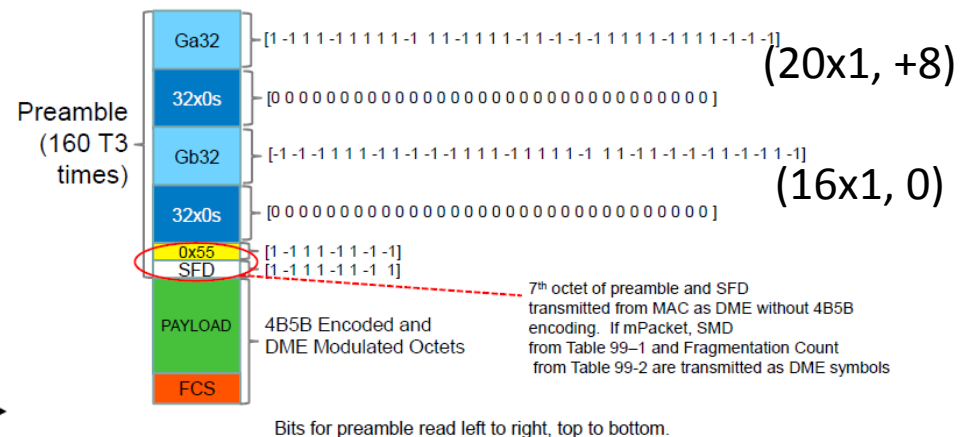 Ga32
[1 -1 1 1 -1 1 1 1 1 -1 1 1 -1 1 1 1 -1 1 -1 -1 -1 1 1 1 1 -1 1 1 1 -1 -1 -1]
(20x1, +8)
32x0s
[0 0 0 0 0 0 0 0 0 0 0 0 0 0 0 0 0 0 0 0 0 0 0 0 0 0 0 0 0 0 0 0 ]
Preamble
(160 T3
times)
Gb32
[-1 -1 -1 1 1 1 -1 1 -1 -1 -1 1 1 1 -1 1 1 1 1 -1 1 1 -1 1 -1 -1 -1 1 -1 -1 1 -1]
(16x1, 0)
32x0s
[0 0 0 0 0 0 0 0 0 0 0 0 0 0 0 0 0 0 0 0 0 0 0 0 0 0 0 0 0 0 0 0 ]
0x55
[1 -1 1 1 -1 1 -1 -1]
SFD
[1 -1 1 1 -1 1 -1 1]
7th octet of preamble and SFD
transmitted from MAC as DME without 4B5B
encoding. If mPacket, SMD
from Table 99–1 and Fragmentation Count
from Table 99-2 are transmitted as DME symbols
PAYLOAD
4B5B Encoded and
DME Modulated Octets
FCS
Bits for preamble read left to right, top to bottom.